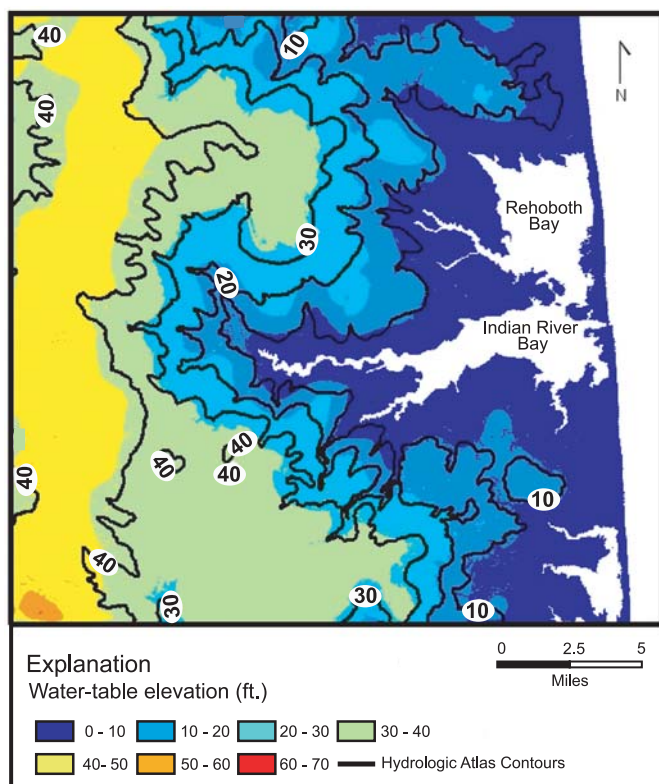 40
10
N
40
Rehoboth
Bay
30
20
Indian River
Bay
40
40
40
40
10
40
30
30
10
Explanation
Water-table elevation (ft.)
0 2.5 5
Miles
0 - 10 10 - 20 20 - 30 30 - 40
40- 50 50 - 60 60 - 70 Hydrologic Atlas Contours